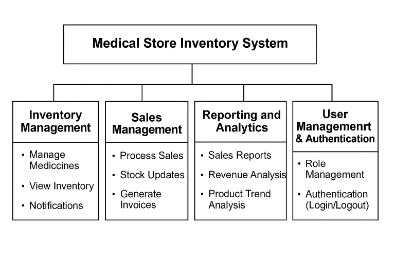 Medical Store Inventory System
Inventory
Management
• Manage
Mediccines
• View Inventory
• Notifications
Sales
Management
• Process Sales
• Stock Updates
• Generate
Invoices
Reporting and
Analytics
• Sales Reports
• Revenue Analysis
• Product Trend
Analysis
User
Managemenrt
& Authentication
• Role
Management
• Authentication
(Login/Logout)